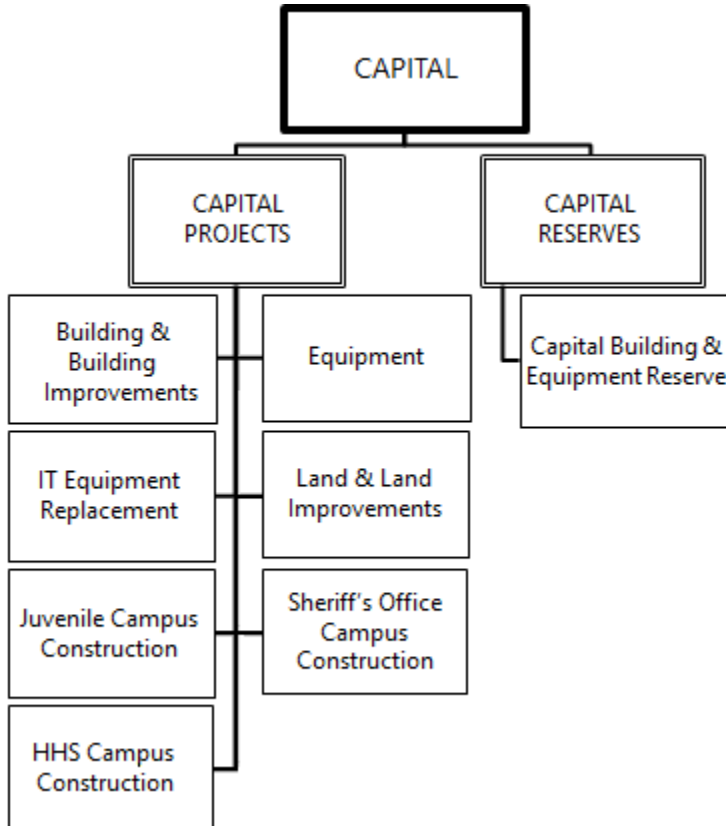 CAPITAL
CAPITAL
PROJECTS
CAPITAL
RESERVES
Building &
Building
Improvements
Equipment
Capital Building &
Equipment Reserve
IT Equipment
Replacement
Land & Land
Improvements
Juvenile Campus
Construction
Sheriff's Office
Campus
Construction
HHS Campus
Construction